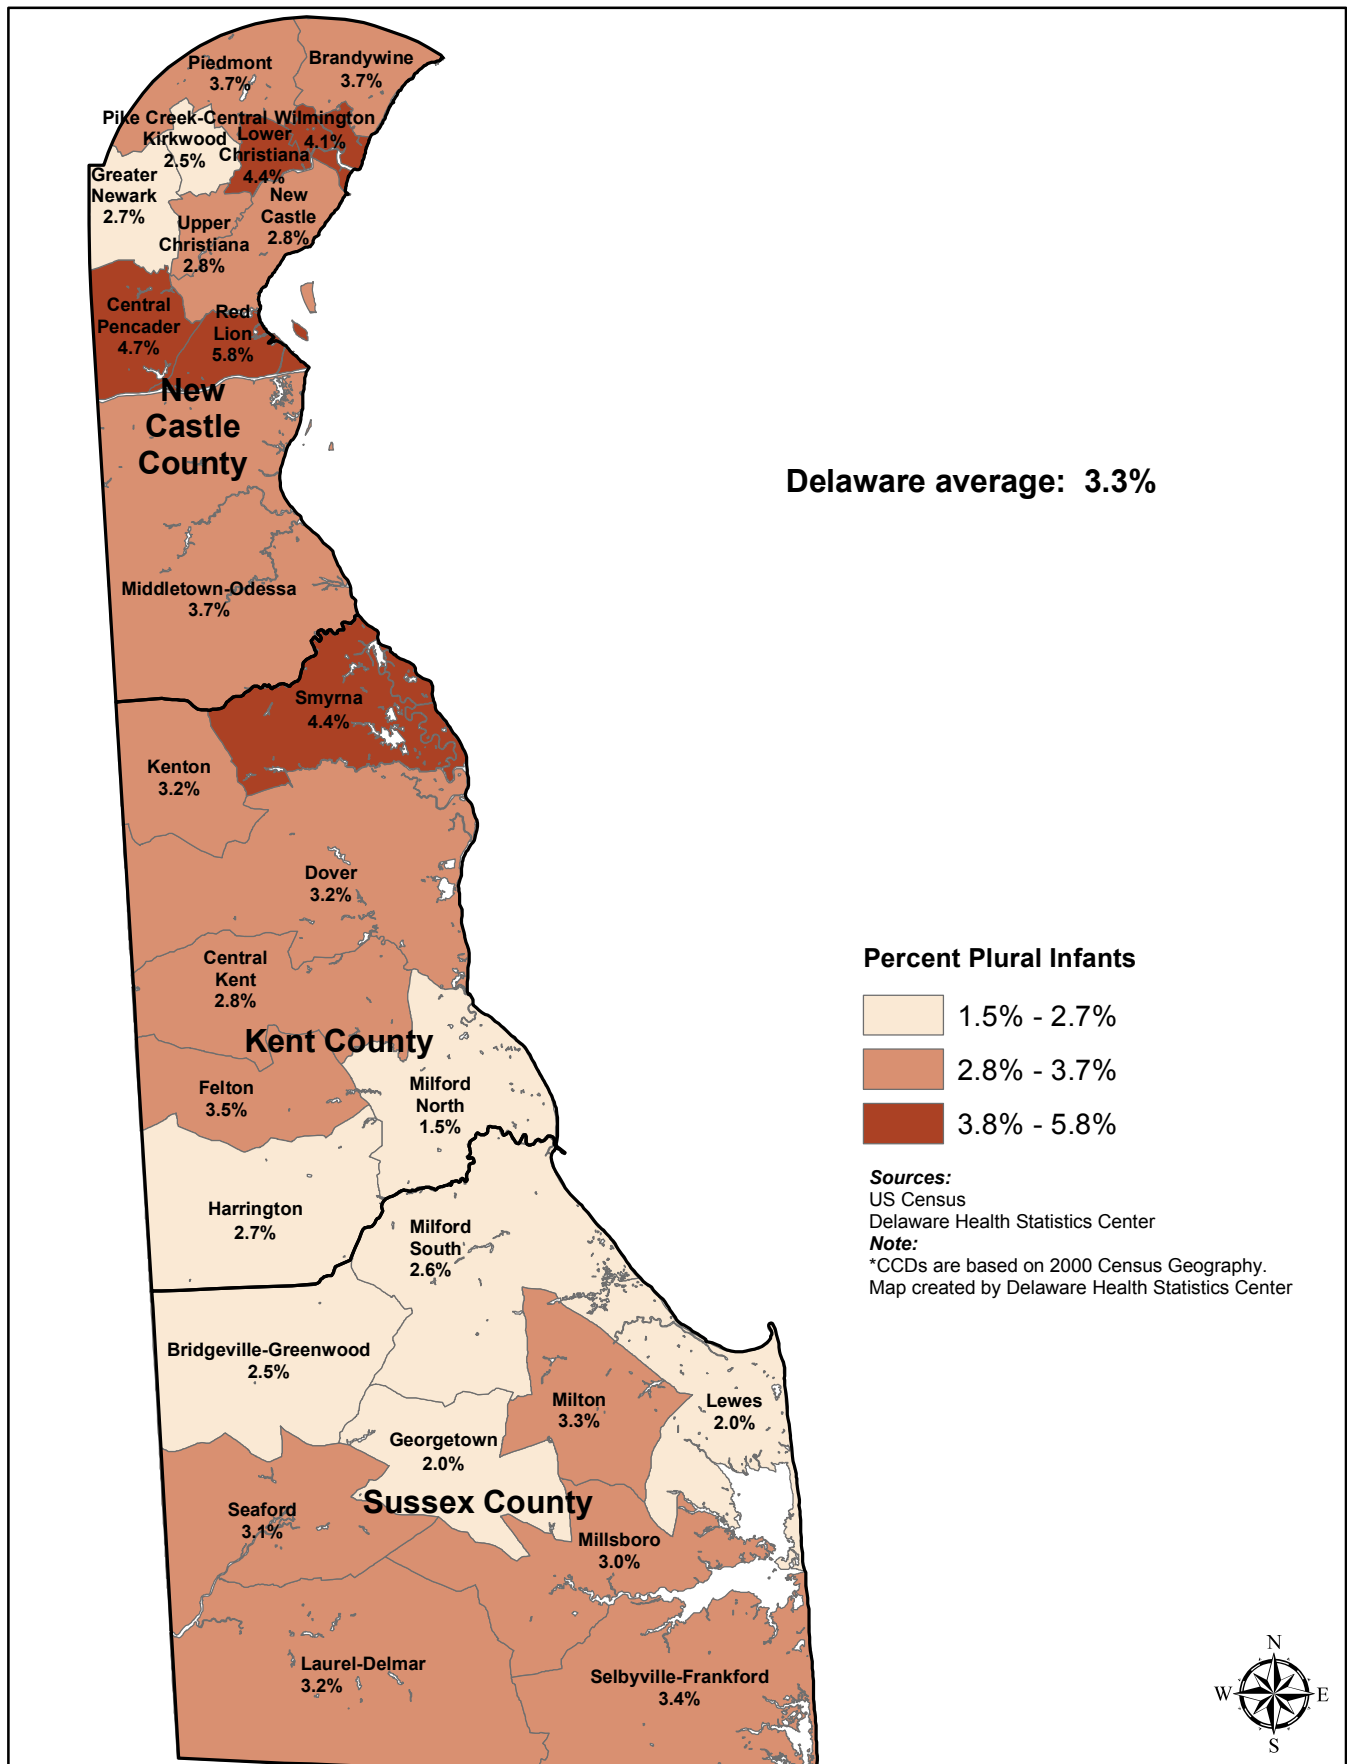 Piedmont
3.7%
Brandywine
3.7%
Pike Creek-Central
Kirkwood
2.5%
Wilmington
4.1%
Lower
Christiana
4.4%
Greater
Newark
2.7%
New
Castle
2.8%
Upper
Christiana
2.8%
Central
Pencader
4.7%
Red
Lion
5.8%
New
Castle
County
Delaware average: 3.3%
Middletown-Odessa
3.7%
Smyrna
4.4%
Kenton
3.2%
Dover
3.2%
Central
Kent
2.8%
Kent County
Felton
3.5%
Milford
North
1.5%
Harrington
2.7%
Milford
South
2.6%
Percent Plural Infants
1.5% - 2.7%
2.8% - 3.7%
3.8% - 5.8%
Sources:
US Census
Delaware Health Statistics Center
Note:
*CCDs are based on 2000 Census Geography.
Map created by Delaware Health Statistics Center
Bridgeville-Greenwood
2.5%
Milton
3.3%
Lewes
2.0%
Georgetown
2.0%
Sussex County
Seaford
3.1%
Millsboro
3.0%
Laurel-Delmar
3.2%
Selbyville-Frankford
3.4%
N
W
E
S